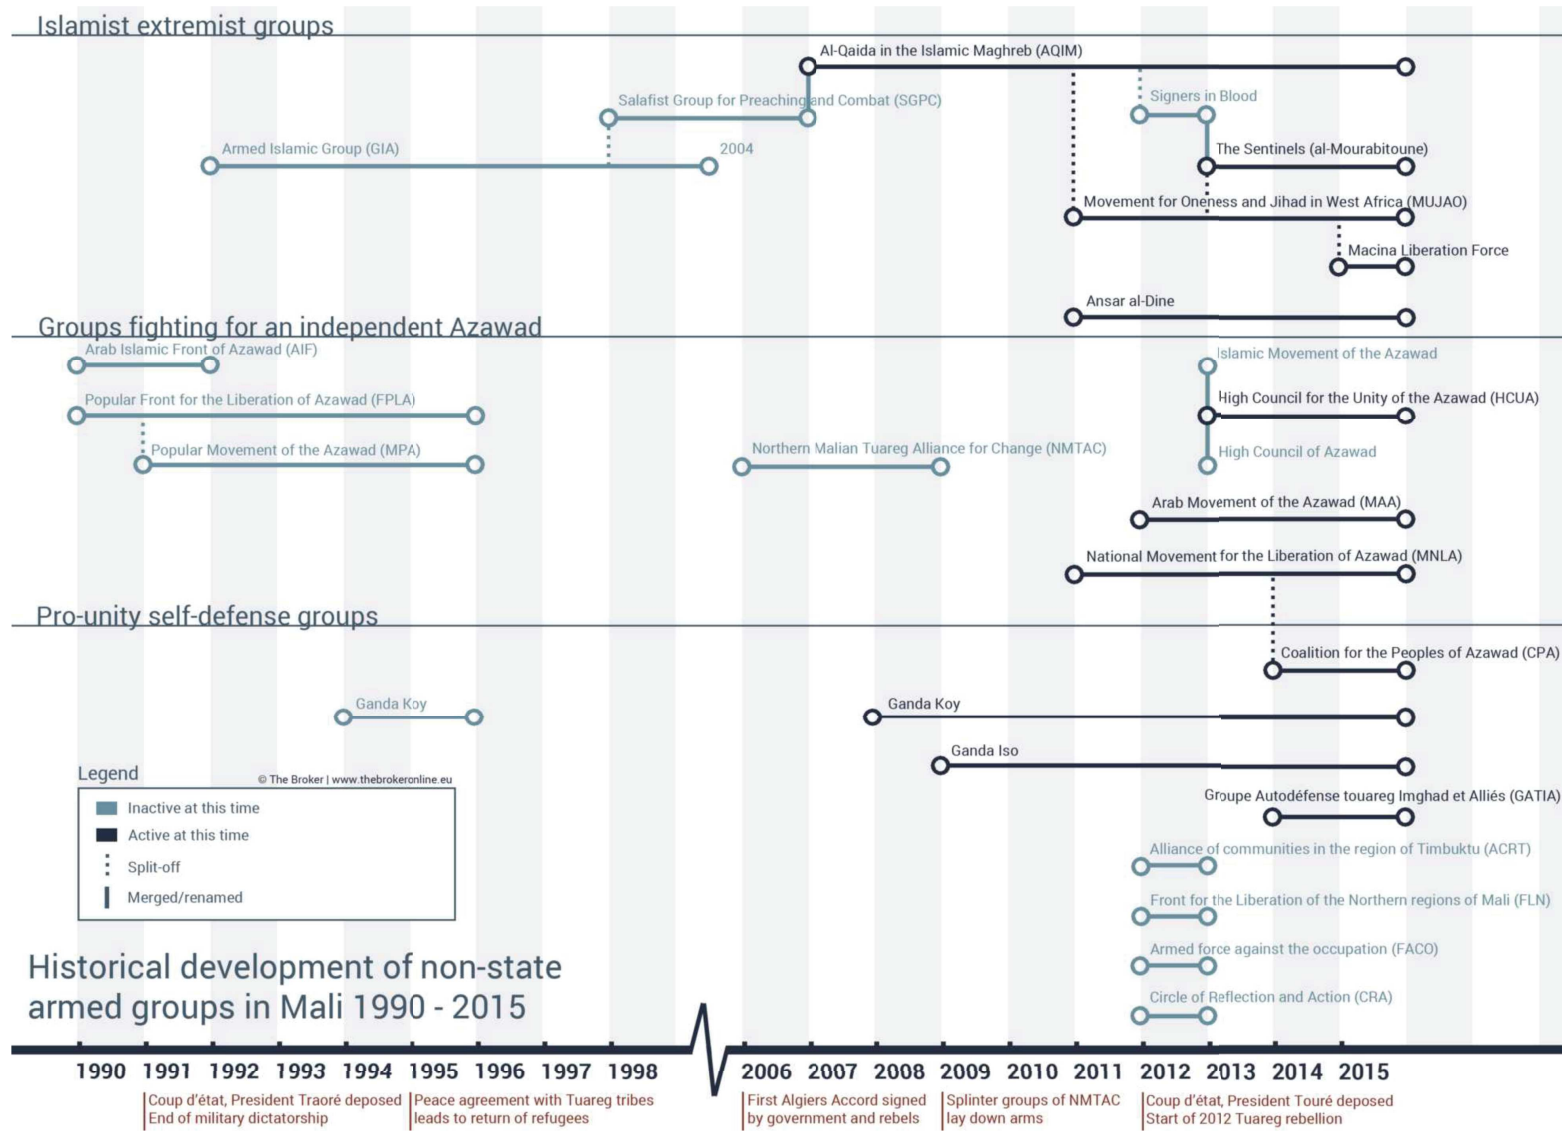 Islamist extremist groups
Al-Qaida in the Islamic Maghreb (AQIM)
Salafist Group for Preaching and Combat (SGPC)
Signers in Blood
Armed Islamic Group (GIA)
2004
The Sentinels (al-Mourabitoune)
Movement for Oneness and Jihad in West Africa (MUJAO)
Macina Liberation Force
Ansar al-Dine
Groups fighting for an independent Azawad
Arab Islamic Front of Azawad (AIF)
Islamic Movement of the Azawad
Popular Front for the Liberation of Azawad (FPLA)
High Council for the Unity of the Azawad (HCUA)
Popular Movement of the Azawad (MPA)
Northern Malian Tuareg Alliance for Change (NMTAC)
High Council of Azawad
Arab Movement of the Azawad (MAA)
National Movement for the Liberation of Azawad (MNLA)
Pro-unity self-defense groups
Coalition for the Peoples of Azawad (CPA)
Ganda Koy
Ganda Koy
Ganda Iso
Groupe Autodéfense touareg Imghad et Alliés (GATIA)
Alliance of communities in the region of Timbuktu (ACRT)
Front for the Liberation of the Northern regions of Mali (FLN)
Armed force against the occupation (FACO)
Circle of Reflection and Action (CRA)
Legend
© The Broker | www.thebrokeronline.eu
Inactive at this time
Active at this time
Split-off
Merged/renamed
Historical development of non-state
armed groups in Mali 1990 - 2015
1990 1991 1992 1993 1994 1995 1996 1997 1998 2006 2007 2008 2009 2010 2011 2012 2013 2014 2015
Coup d'état, President Traoré deposed
End of military dictatorship
Peace agreement with Tuareg tribes
leads to return of refugees
First Algiers Accord signed
by government and rebels
Splinter groups of NMTAC
lay down arms
Coup d'état, President Touré deposed
Start of 2012 Tuareg rebellion